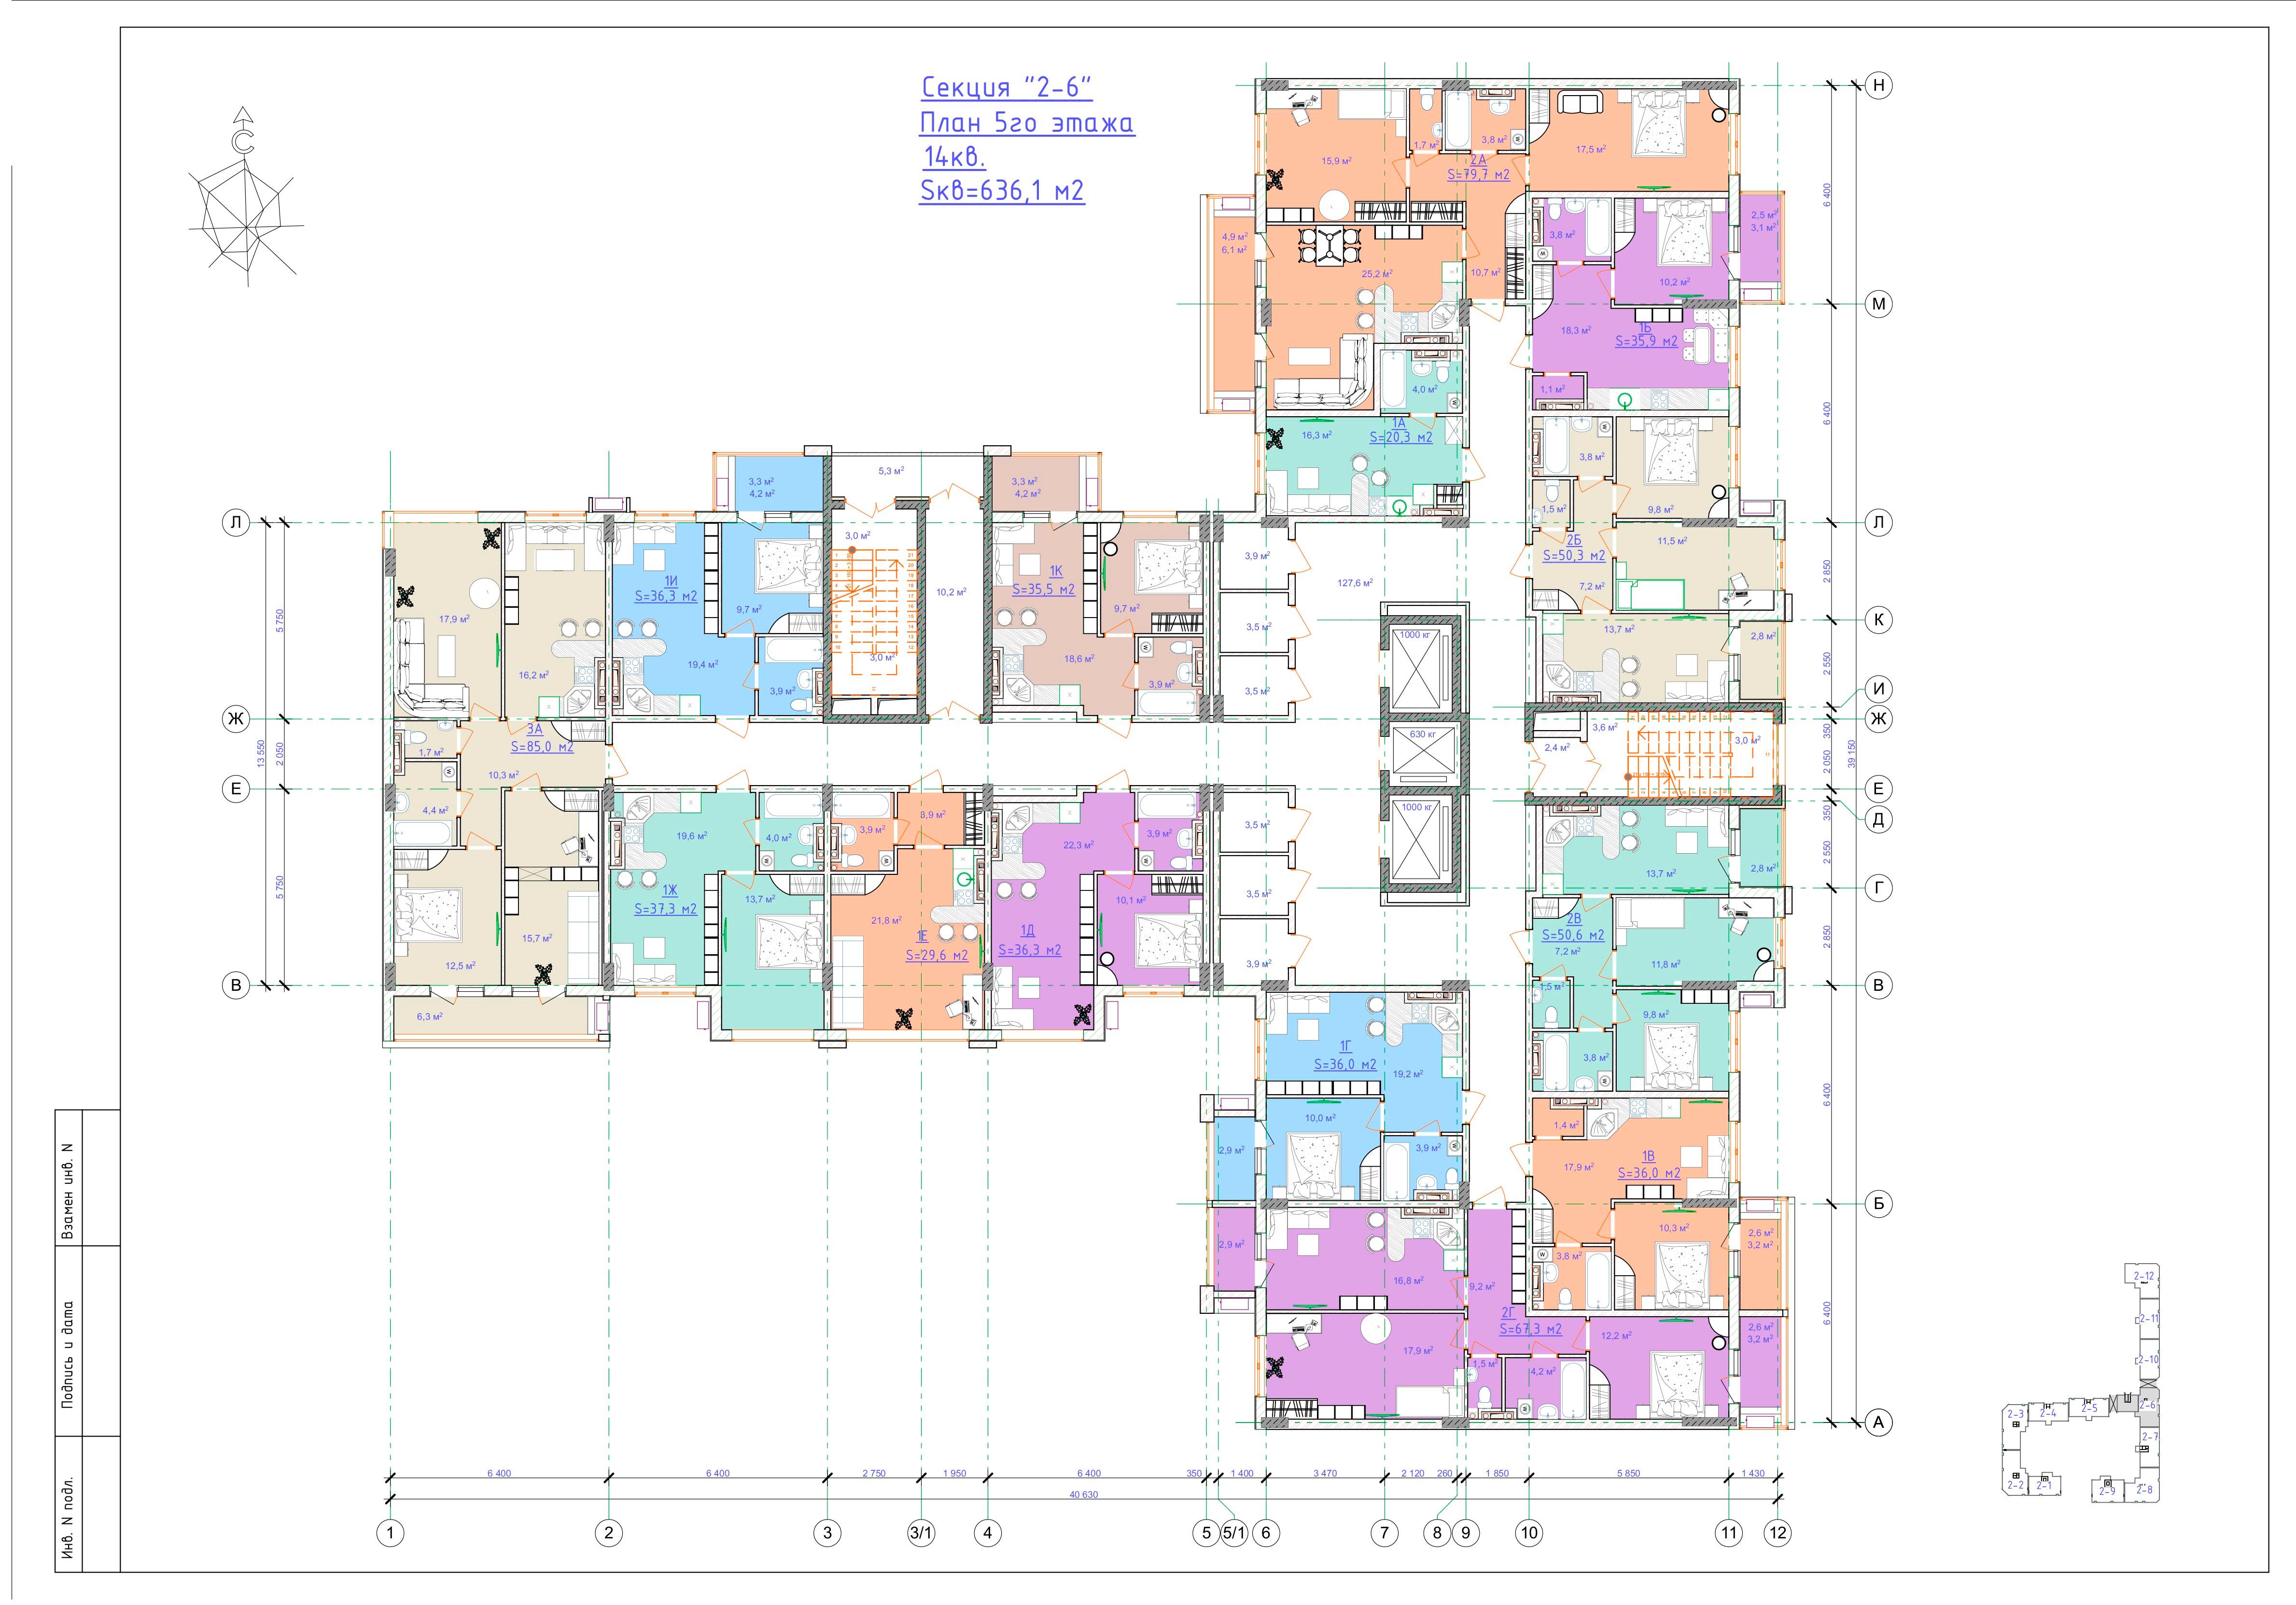 Секция "2-6"
План 5го этажа
14кв.
Sкв=636,1 м2
С
15,9 м²
1,7 м²
3,8 м²
2А
S=79,7 м2
17,5 м²
4,9 м²
6,1 м²
25,2 м²
10,7 м²
3,8 м²
10,2 м²
2,5 м²
3,1 м²
18,3 м²
1Б
S=35,9 м2
1,1 м²
4,0 м²
16,3 м²
1А
S=20,3 м2
3,8 м²
9,8 м²
1,5 м²
2Б
S=50,3 м2
11,5 м²
7,2 м²
13,7 м²
2,8 м²
17,9 м²
16,2 м²
3А
S=85,0 м2
1,7 м²
10,3 м²
4,4 м²
12,5 м²
15,7 м²
6,3 м²
3,3 м²
4,2 м²
1И
S=36,3 м2
9,7 м²
19,4 м²
3,9 м²
5,3 м²
3,0 м²
3,0 м²
10,2 м²
3,3 м²
4,2 м²
1К
S=35,5 м2
9,7 м²
18,6 м²
3,9 м²
3,9 м²
3,5 м²
3,5 м²
127,6 м²
1000 кг
630 кг
1000 кг
3,6 м²
2,4 м²
3,0 м²
19,6 м²
4,0 м²
1Ж
S=37,3 м2
13,7 м²
3,9 м²
3,9 м²
21,8 м²
1Е
S=29,6 м2
22,3 м²
3,9 м²
10,1 м²
1Д
S=36,3 м2
3,5 м²
3,5 м²
3,9 м²
13,7 м²
2,8 м²
2В
S=50,6 м2
7,2 м²
11,8 м²
1,5 м²
9,8 м²
3,8 м²
1Г
S=36,0 м2
19,2 м²
10,0 м²
3,9 м²
2,9 м²
1,4 м²
17,9 м²
1В
S=36,0 м2
10,3 м²
3,8 м²
2,6 м²
3,2 м²
2,9 м²
16,8 м²
9,2 м²
2Г
S=67,3 м2
12,2 м²
2,6 м²
3,2 м²
17,9 м²
1,5 м²
4,2 м²
Л
Ж
Е
В
5 750
2 050
5 750
13 550
Н
М
Л
К
И
Ж
Е
Д
Г
В
Б
А
6 400
6 400
2 850
2 550
350
2 050
350
2 550
2 850
6 400
6 400
39 150
6 400
6 400
2 750
1 950
6 400
350
1 400
3 470
2 120
260
1 850
5 850
1 430
40 630
1
2
3
3/1
4
5
5/1
6
7
8
9
10
11
12
Взамен инв. N
Подпись и дата
Инв. N подл.
2-12
2-11
2-10
2-6
2-5
2-4
2-3
2-7
2-2
2-1
2-9
2-8